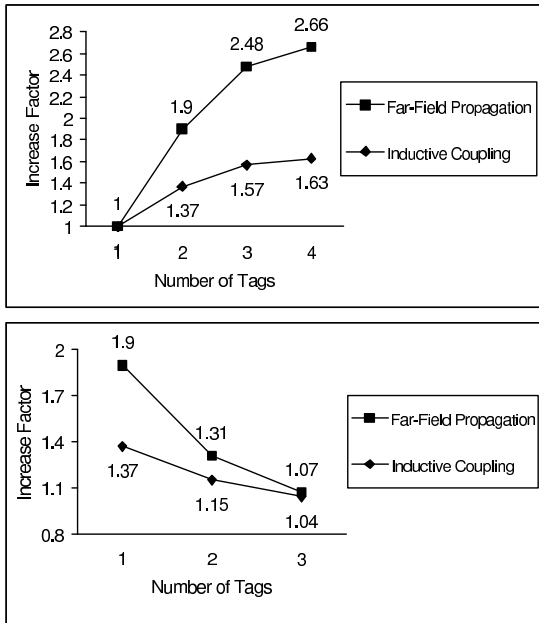 2.8
2.6
2.4
2.2
2
1.8
1.6
1.4
1.2
1
Increase Factor
1
1.9
2.48
2.66
1
1.37
1.57
1.63
1 2 3 4
Number of Tags
Far-Field Propagation
Inductive Coupling
2
1.7
1.4
1.1
0.8
Increase Factor
1.9
1.31
1.07
1.37
1.15
1.04
1 2 3
Number of Tags
Far-Field Propagation
Inductive Coupling